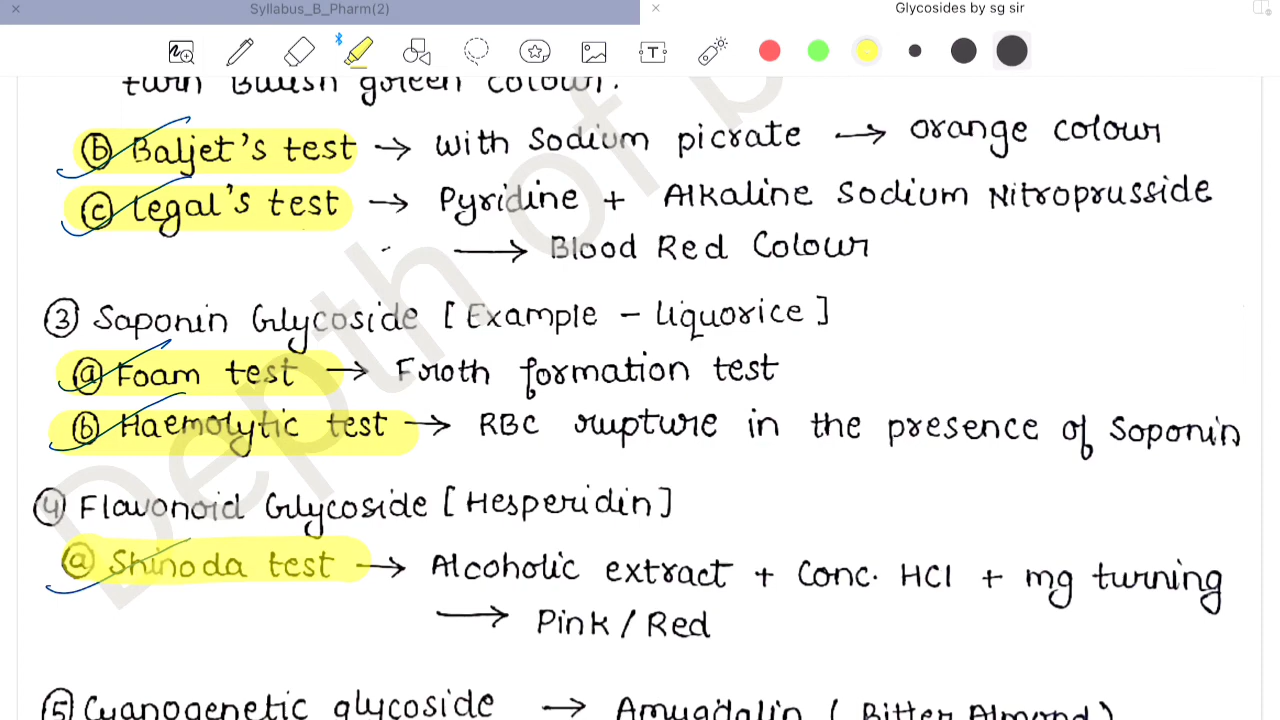 Syllabus_B_Pharm(2)
Glycosides by sg sir
turn Bluish green colour.
ⓑ Baljet's test → with Sodium picrate → orange colour
ⓒ Legal's test → Pyridine + Alkaline Sodium Nitroprusside
→ Blood Red Colour
③ Saponin Glycoside [Example - Liquorice]
ⓐ Foam test → Froth formation test
ⓑ Haemolytic test → RBC rupture in the presence of Saponin
④ Flavonoid Glycoside [Hesperidin]
ⓐ Shinoda test → Alcoholic extract + Conc. HCl + mg turning
→ Pink / Red
⑤ Cyanogenetic glycoside → Amygdalin (Bitter Almond)
Depth of b